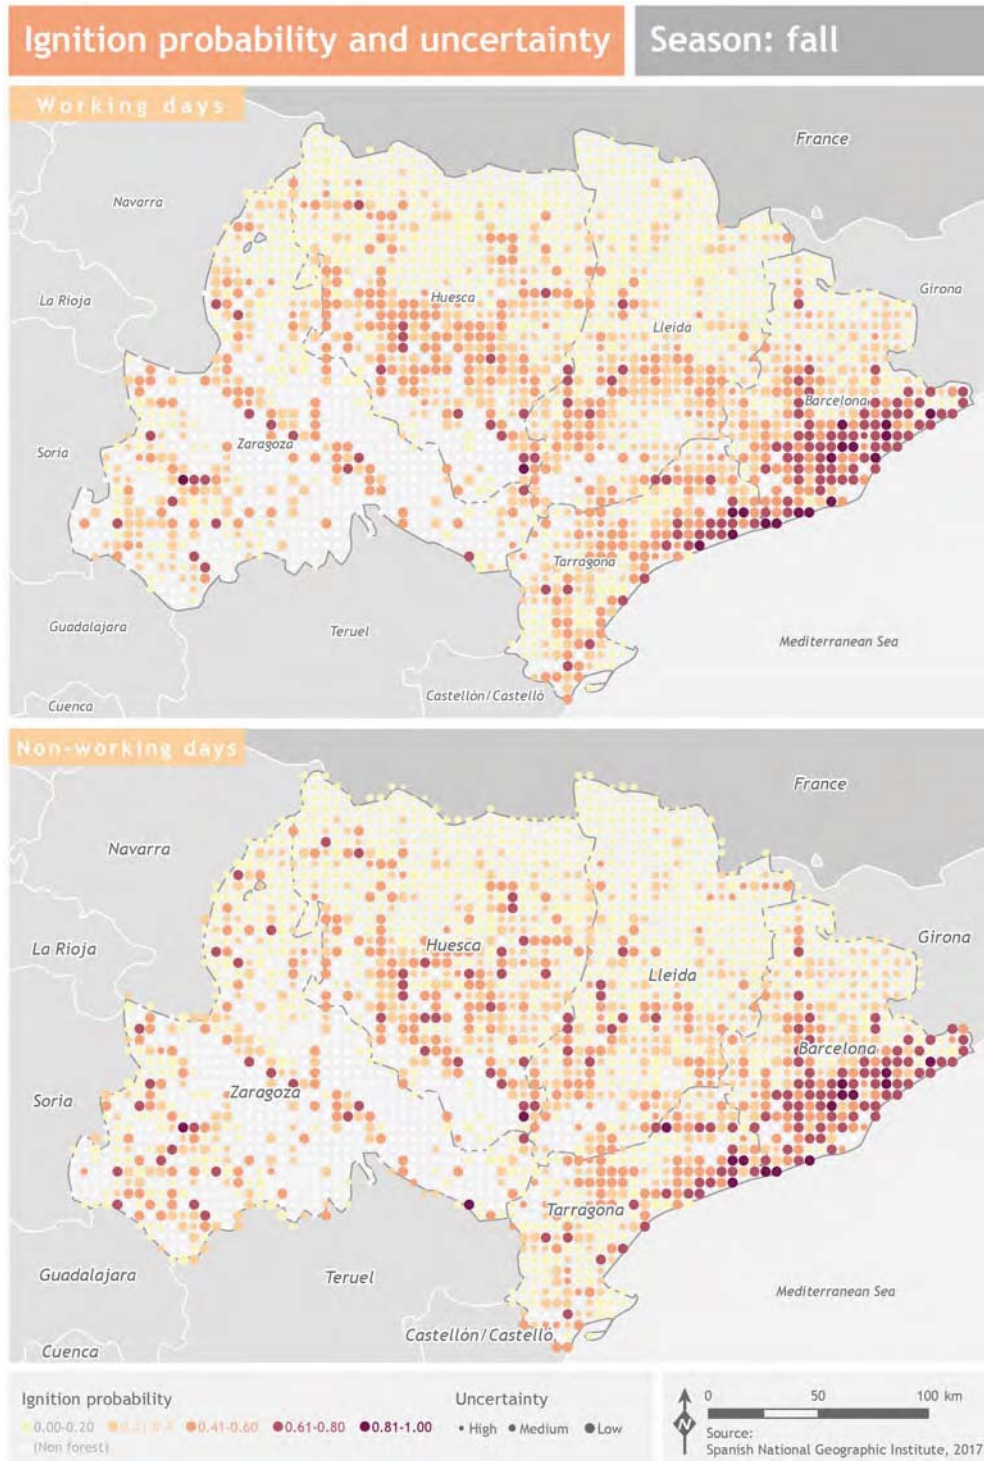 Ignition probability and uncertainty
Season: fall
Working days
France
Navarra
La Rioja
Huesca
Girona
Lleida
Barcelona
Soria
Zaragoza
Tarragona
Guadalajara
Teruel
Mediterranean Sea
Castellón/Castelló
Cuenca
Non-working days
France
Navarra
La Rioja
Huesca
Girona
Lleida
Barcelona
Soria
Zaragoza
Tarragona
Guadalajara
Teruel
Mediterranean Sea
Castellón/Castelló
Cuenca
Ignition probability
0.00-0.20
0.41-0.60
0.61-0.80
0.81-1.00
(Non forest)
Uncertainty
High
Medium
Low
N
0
50
100 km
Source:
Spanish National Geographic Institute, 2017